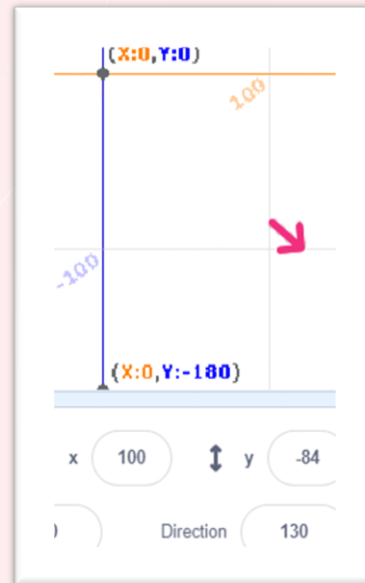 (X:0,Y:0)
100
-100
(X:0,Y:-180)
x 100 y -84
Direction 130